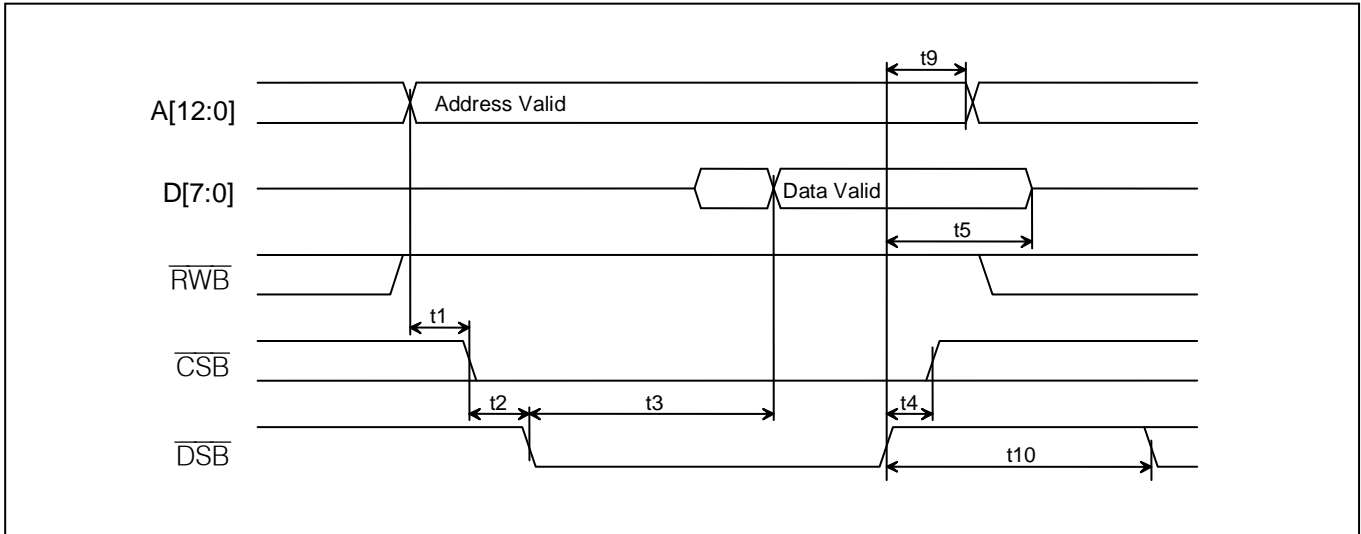 t9
A[12:0]
Address Valid
D[7:0]
Data Valid
t5
RWB
t1
CSB
t2
t3
t4
DSB
t10